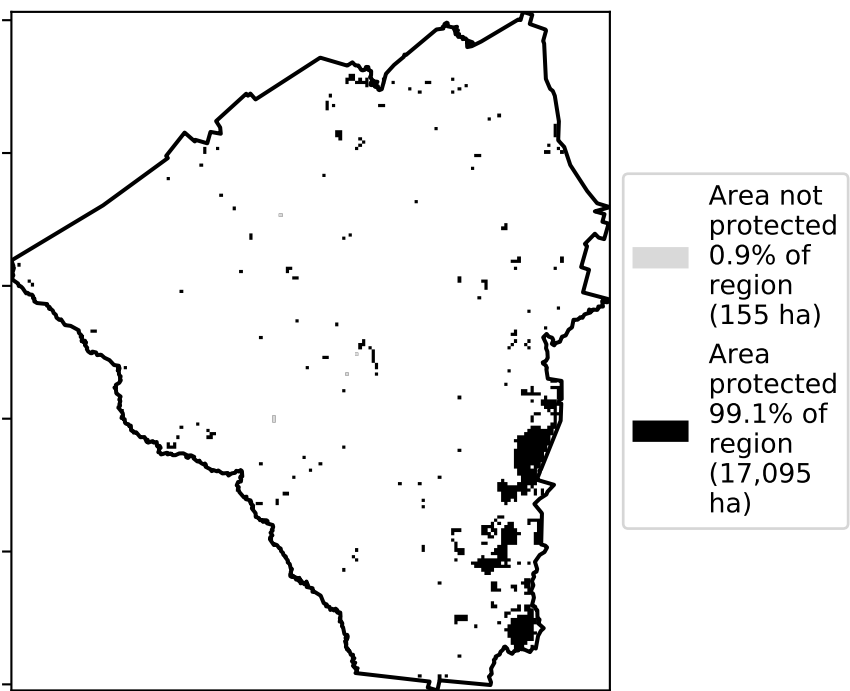 Area not
protected
0.9% of
region
(155 ha)
Area
protected
99.1% of
region
(17,095
ha)